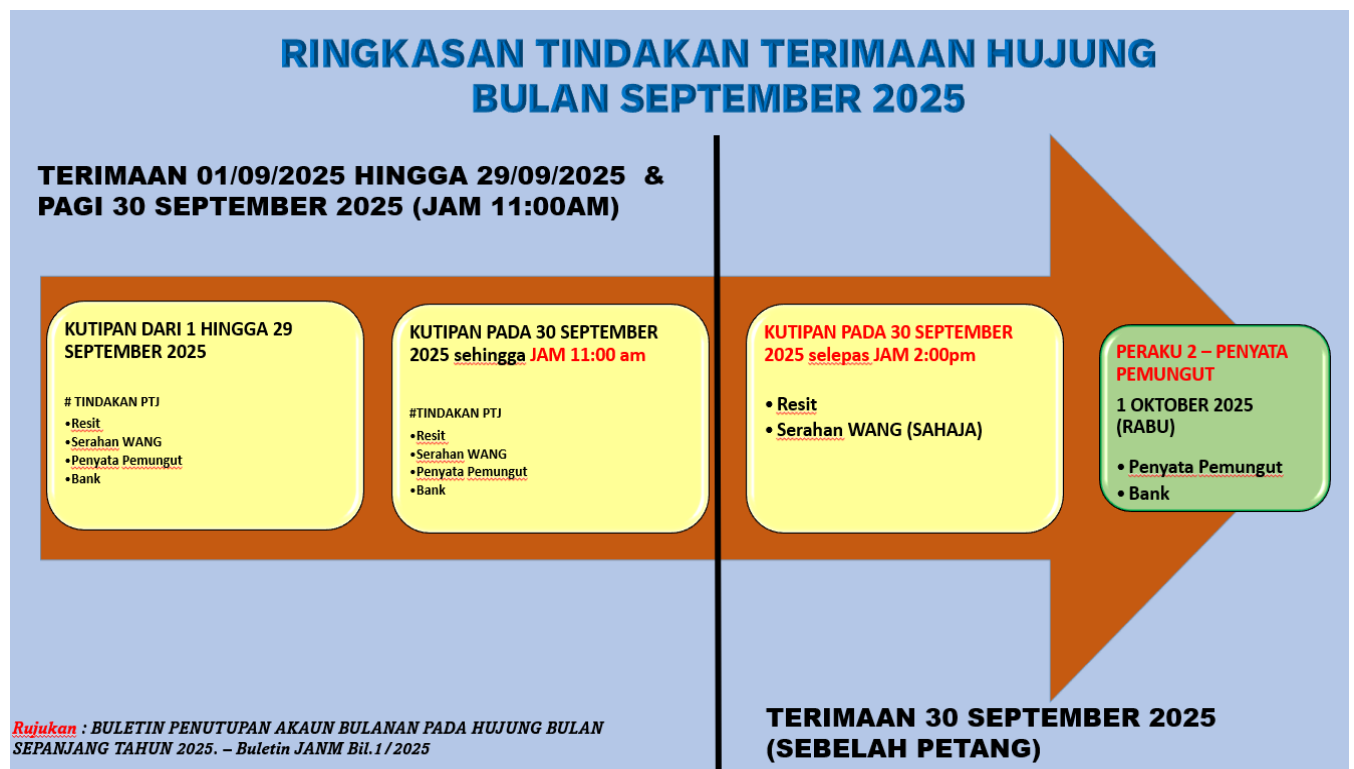 RINGKASAN TINDAKAN TERIMAAN HUJUNG
BULAN SEPTEMBER 2025
TERIMAAN 01/09/2025 HINGGA 29/09/2025 &
PAGI 30 SEPTEMBER 2025 (JAM 11:00AM)
KUTIPAN DARI 1 HINGGA 29
SEPTEMBER 2025
# TINDAKAN PTJ
•Resit
•Serahan WANG
•Penyata Pemungut
•Bank
KUTIPAN PADA 30 SEPTEMBER
2025 sehingga JAM 11:00 am
#TINDAKAN PTJ
•Resit
•Serahan WANG
•Penyata Pemungut
•Bank
KUTIPAN PADA 30 SEPTEMBER
2025 selepas JAM 2:00pm
• Resit
• Serahan WANG (SAHAJA)
PERAKU 2 – PENYATA
PEMUNGUT
1 OKTOBER 2025
(RABU)
• Penyata Pemungut
• Bank
TERIMAAN 30 SEPTEMBER 2025
(SEBELAH PETANG)
Rujukan : BULETIN PENUTUPAN AKAUN BULANAN PADA HUJUNG BULAN
SEPANJANG TAHUN 2025. – Buletin JANM Bil.1/2025